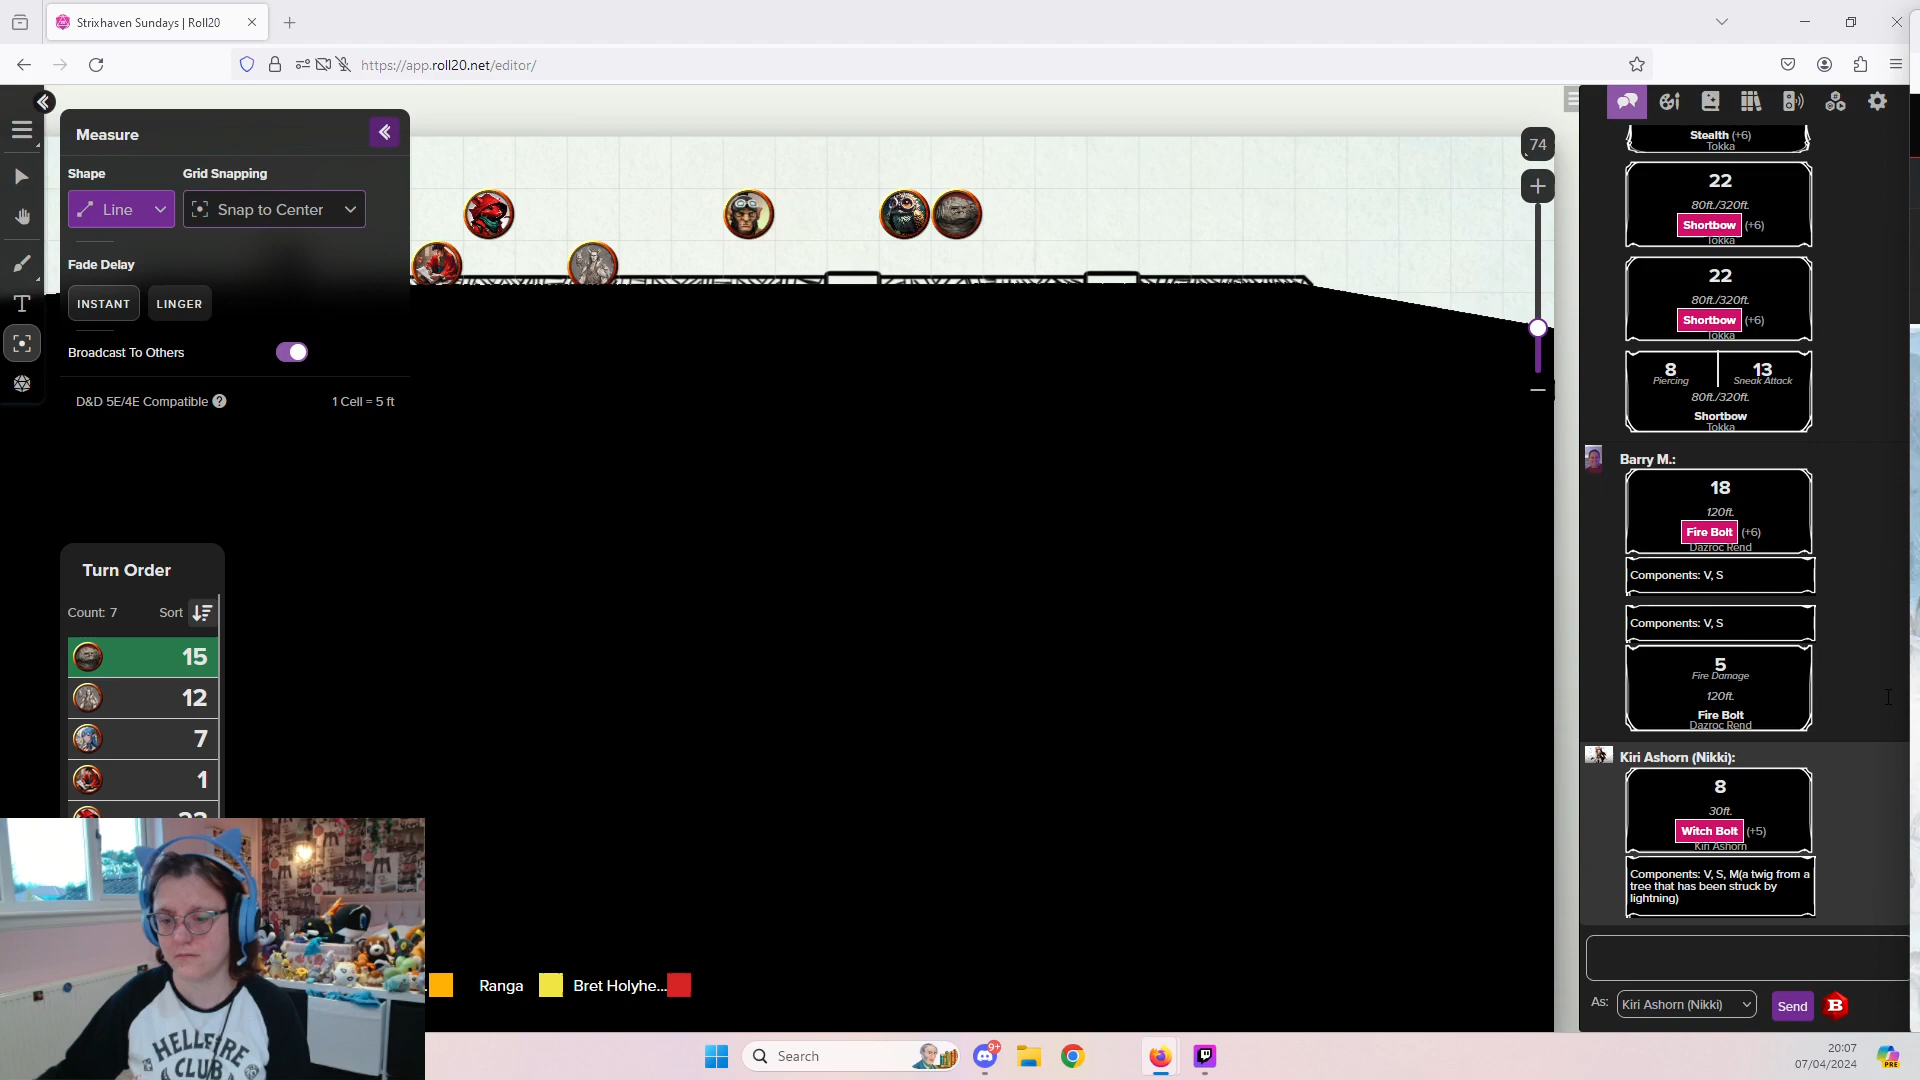 Strixhaven Sundays | Roll20
https://app.roll20.net/editor/
Measure
Shape
Grid Snapping
Line
Snap to Center
Fade Delay
INSTANT
LINGER
Broadcast To Others
D&D 5E/4E Compatible
1 Cell = 5 ft
74
Turn Order
Count: 7
Sort
15
12
7
1
Ranga
Bret Holyhe...
Stealth (+6)
Tokka
22
80ft./320ft.
Shortbow (+6)
Tokka
22
80ft./320ft.
Shortbow (+6)
Tokka
8
13
Piercing
Sneak Attack
80ft./320ft.
Shortbow
Tokka
Barry M.:
18
120ft.
Fire Bolt (+6)
Dazroc Rend
Components: V, S
Components: V, S
5
Fire Damage
120ft.
Fire Bolt
Dazroc Rend
Kiri Ashorn (Nikki):
8
30ft.
Witch Bolt (+5)
Kiri Ashorn
Components: V, S, M(a twig from a
tree that has been struck by
lightning)
As:
Kiri Ashorn (Nikki)
Send
B
HELLFIRE
CLUB
Search
9+
PRE
20:07
07/04/2024